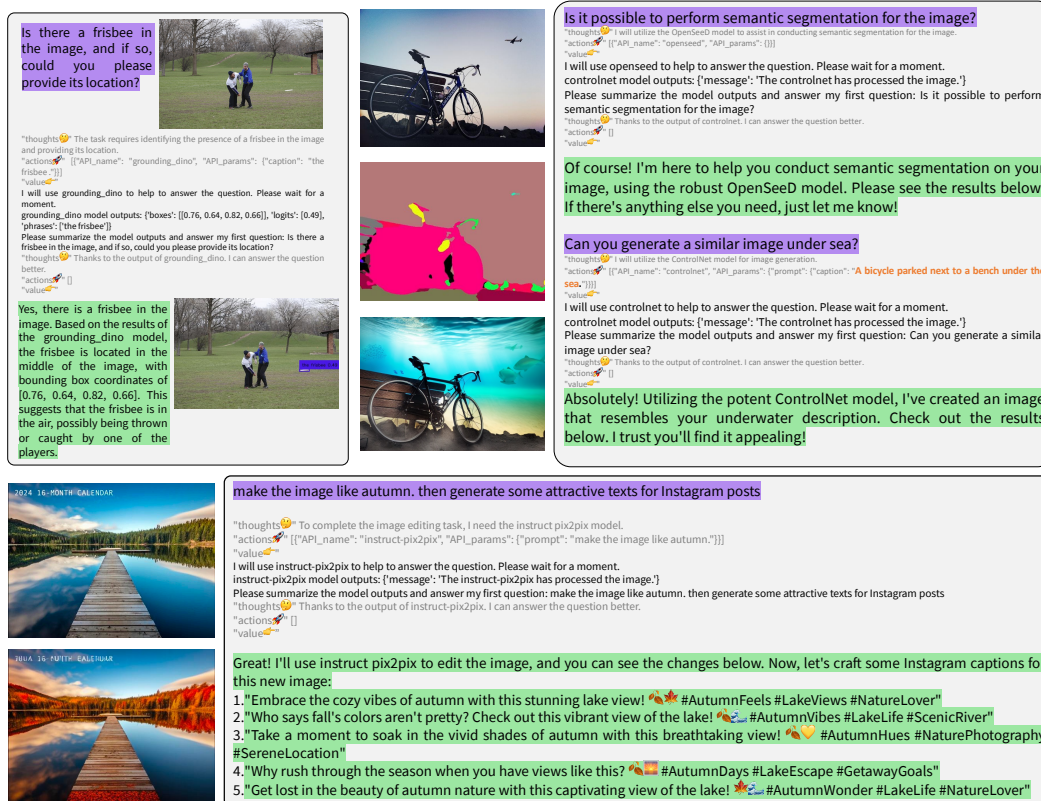 Is there a frisbee in
the image, and if so,
could you please
provide its location?
"thoughts🤔" The task requires identifying the presence of a frisbee in the image
and providing its location.
"actions🚀" [{"API_name": "grounding_dino", "API_params": {"caption": "the
frisbee ."}}]
"value👉"
I will use grounding_dino to help to answer the question. Please wait for a
moment.
grounding_dino model outputs: {'boxes': [[0.76, 0.64, 0.82, 0.66]], 'logits': [0.49],
'phrases': ['the frisbee']}
Please summarize the model outputs and answer my first question: Is there a
frisbee in the image, and if so, could you please provide its location?
"thoughts🤔" Thanks to the output of grounding_dino. I can answer the question
better.
"actions🚀" []
"value👉"
Yes, there is a frisbee in the
image. Based on the results of
the grounding_dino model,
the frisbee is located in the
middle of the image, with
bounding box coordinates of
[0.76, 0.64, 0.82, 0.66]. This
suggests that the frisbee is in
the air, possibly being thrown
or caught by one of the
players.
Is it possible to perform semantic segmentation for the image?
"thoughts🤔" I will utilize the OpenSeeD model to assist in conducting semantic segmentation for the image.
"actions🚀" [{"API_name": "openseed", "API_params": {}}]
"value👉"
I will use openseed to help to answer the question. Please wait for a moment.
controlnet model outputs: {'message': 'The controlnet has processed the image.'}
Please summarize the model outputs and answer my first question: Is it possible to perform
semantic segmentation for the image?
"thoughts🤔" Thanks to the output of controlnet. I can answer the question better.
"actions🚀" []
"value👉"
Of course! I'm here to help you conduct semantic segmentation on your
image, using the robust OpenSeeD model. Please see the results below.
If there's anything else you need, just let me know!
Can you generate a similar image under sea?
"thoughts🤔" I will utilize the ControlNet model for image generation.
"actions🚀" [{"API_name": "controlnet", "API_params": {"prompt": {"caption": "A bicycle parked next to a bench under the
sea."}}}]
"value👉"
I will use controlnet to help to answer the question. Please wait for a moment.
controlnet model outputs: {'message': 'The controlnet has processed the image.'}
Please summarize the model outputs and answer my first question: Can you generate a simila
image under sea?
"thoughts🤔" Thanks to the output of controlnet. I can answer the question better.
"actions🚀" []
"value👉"
Absolutely! Utilizing the potent ControlNet model, I've created an image
that resembles your underwater description. Check out the results
below. I trust you'll find it appealing!
2024 16-MONTH CALENDAR
make the image like autumn. then generate some attractive texts for Instagram posts
"thoughts🤔" To complete the image editing task, I need the instruct pix2pix model.
"actions🚀" [{"API_name": "instruct-pix2pix", "API_params": {"prompt": "make the image like autumn."}}]
"value👉"
I will use instruct-pix2pix to help to answer the question. Please wait for a moment.
instruct-pix2pix model outputs: {'message': 'The instruct-pix2pix has processed the image.'}
Please summarize the model outputs and answer my first question: make the image like autumn. then generate some attractive texts for Instagram posts
"thoughts🤔" Thanks to the output of instruct-pix2pix. I can answer the question better.
"actions🚀" []
"value👉"
Great! I'll use instruct pix2pix to edit the image, and you can see the changes below. Now, let's craft some Instagram captions fo
this new image:
1."Embrace the cozy vibes of autumn with this stunning lake view! 🍂🍁 #AutumnFeels #LakeViews #NatureLover"
2."Who says fall's colors aren't pretty? Check out this vibrant view of the lake! 🍂🌊 #AutumnVibes #LakeLife #ScenicRiver"
3."Take a moment to soak in the vivid shades of autumn with this breathtaking view! 🍂💛 #AutumnHues #NaturePhotography
#SereneLocation"
4."Why rush through the season when you have views like this? 🍂🌅 #AutumnDays #LakeEscape #GetawayGoals"
5."Get lost in the beauty of autumn nature with this captivating view of the lake! 🍁🌊 #AutumnWonder #LakeLife #NatureLover"